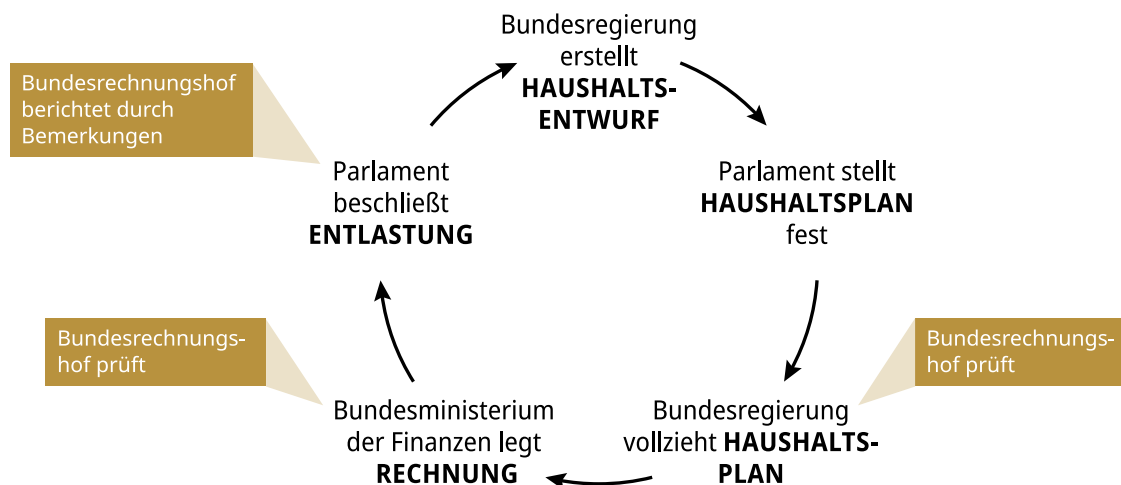 Bundesregierung
erstellt
HAUSHALTS-
ENTWURF
Bundesrechnungshof
berichtet durch
Bemerkungen
Parlament
beschließt
ENTLASTUNG
Parlament stellt
HAUSHALTSPLAN
fest
Bundesrechnungs-
hof prüft
Bundesrechnungs-
hof prüft
Bundesministerium
der Finanzen legt
RECHNUNG
Bundesregierung
vollzieht HAUSHALTS-
PLAN